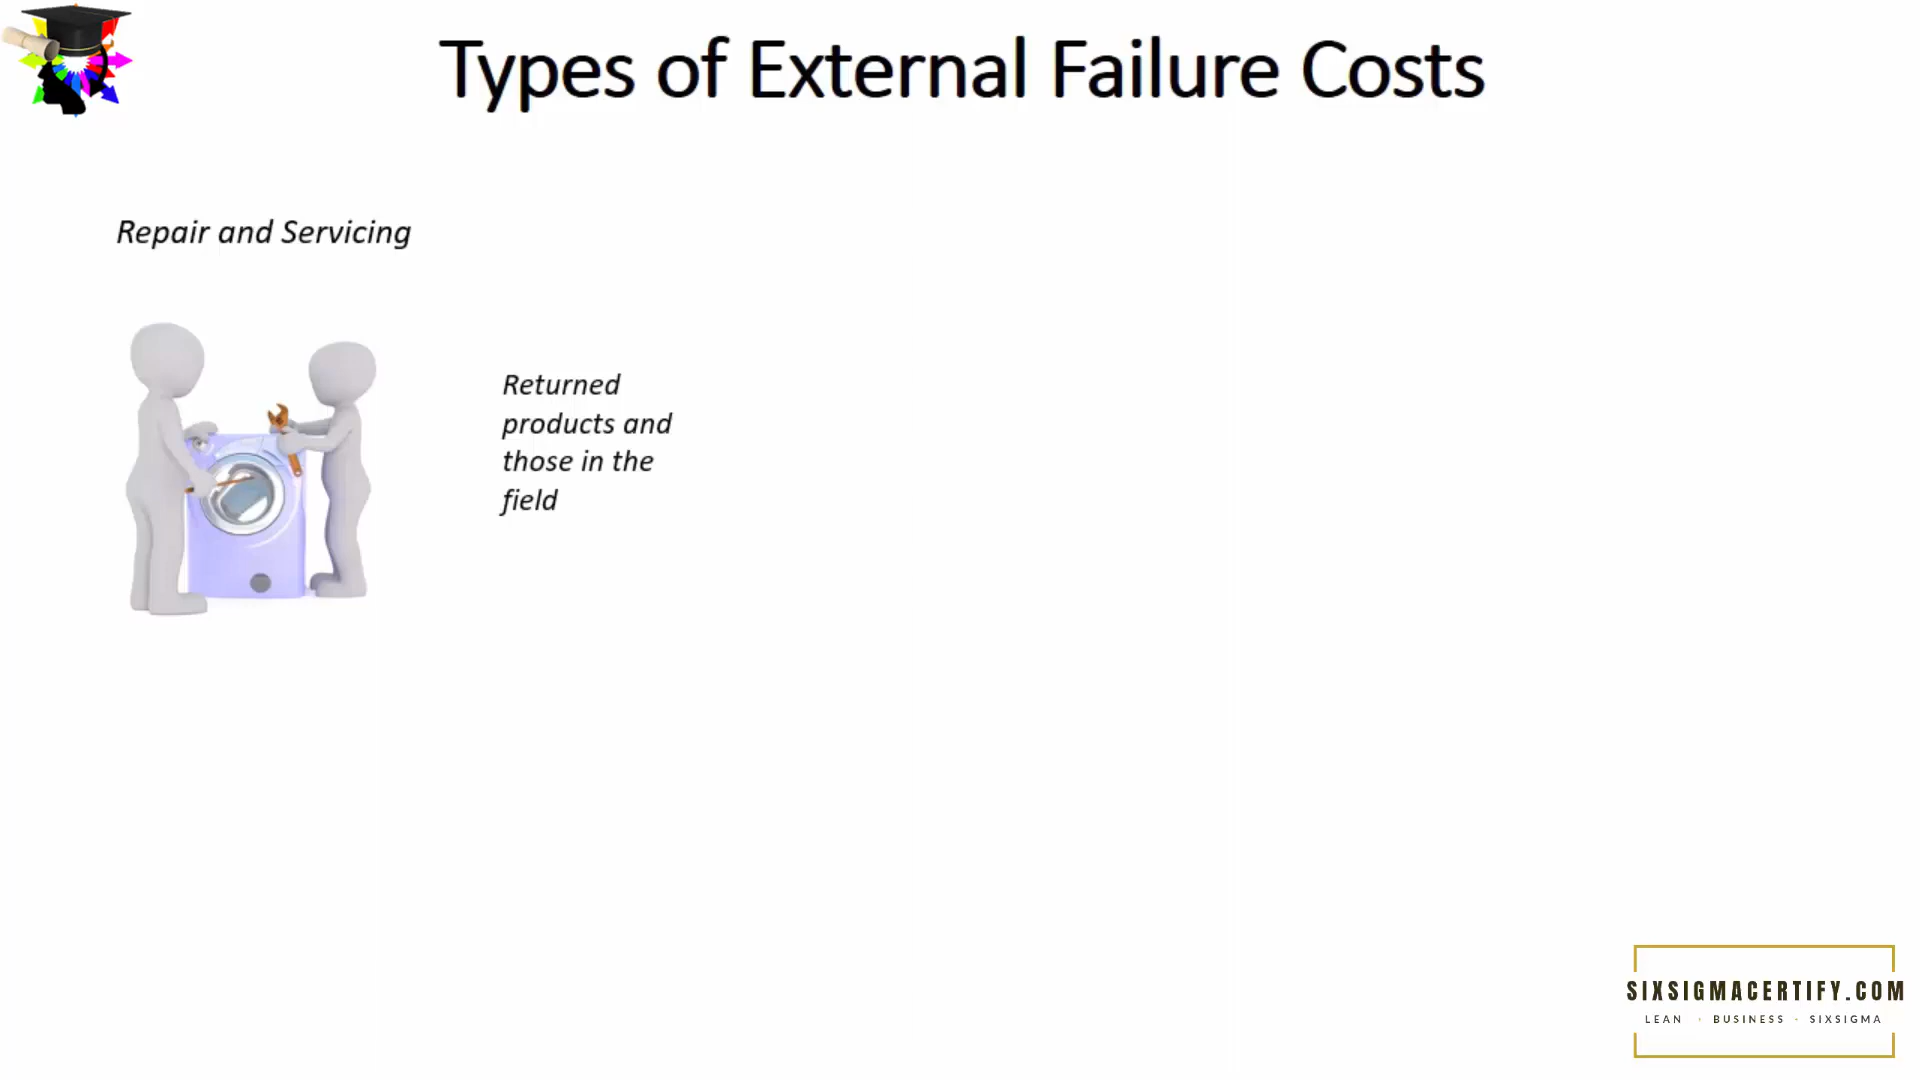 Types of External Failure Costs
Repair and Servicing
Returned
products and
those in the
field
SIXSIGMACERTIFY.COM
LEAN · BUSINESS · SIXSIGMA